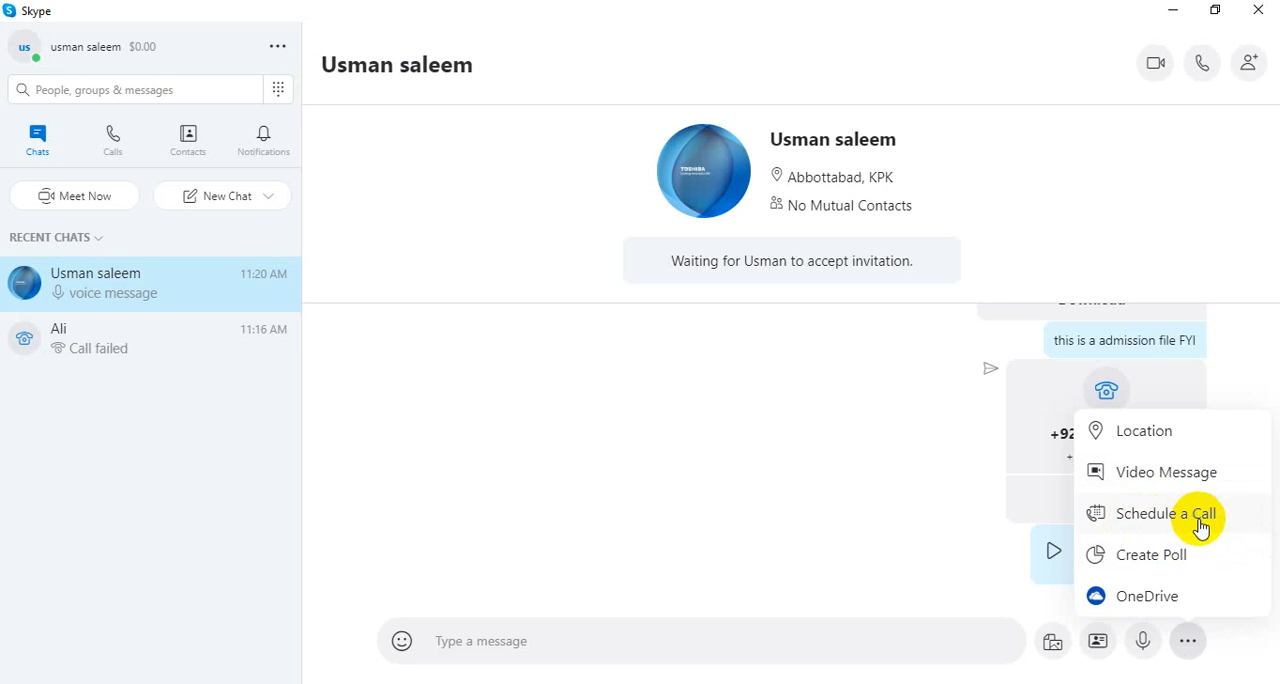 Skype
us usman saleem $0.00
People, groups & messages
Chats Calls Contacts Notifications
Meet Now New Chat
RECENT CHATS
Usman saleem 11:20 AM
voice message
Ali 11:16 AM
Call failed
Usman saleem
TOSHIBA
Usman saleem
Abbottabad, KPK
No Mutual Contacts
Waiting for Usman to accept invitation.
this is a admission file FYI
+92
+
Location
Video Message
Schedule a Call
Create Poll
OneDrive
Type a message